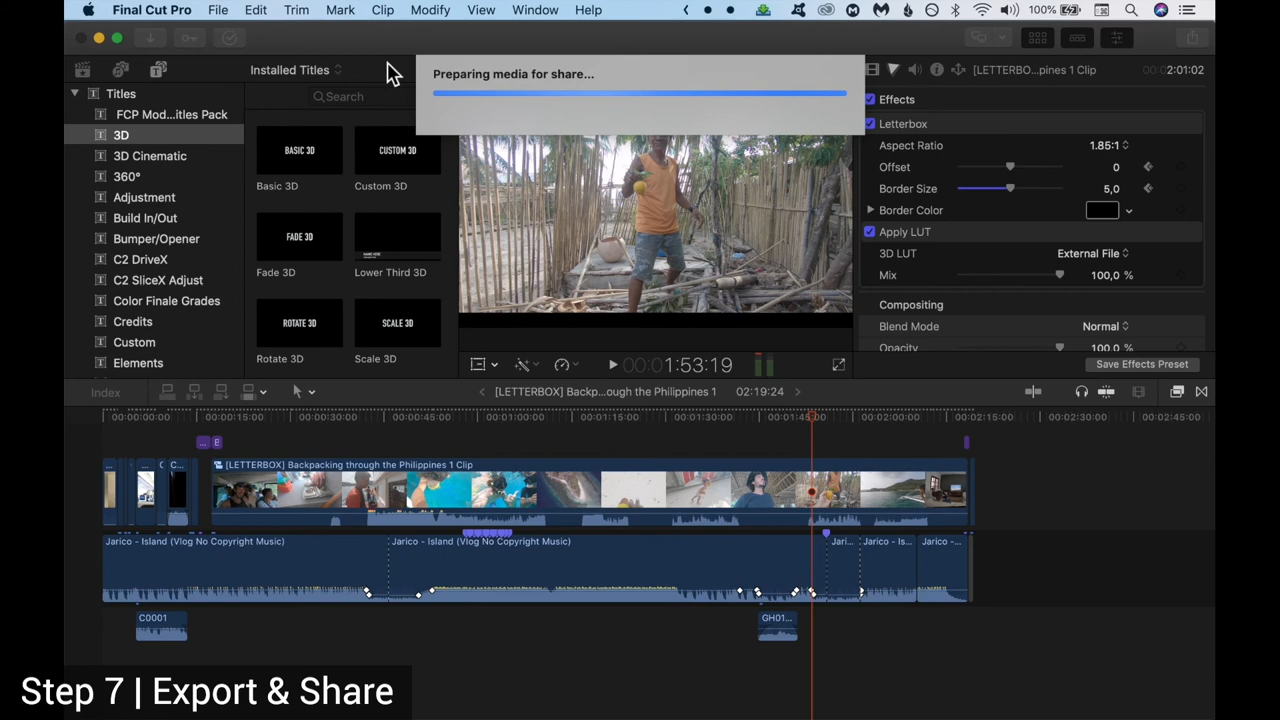 Final Cut Pro File Edit Trim Mark Clip Modify View Window Help 100%
Installed Titles
Preparing media for share...
[LETTERBO...pines 1 Clip 00:00:2:01:02
Titles
Search
Effects
FCP Mod...itles Pack
Letterbox
3D
Aspect Ratio 1.85:1
3D Cinematic
BASIC 3D CUSTOM 3D
Offset 0
360°
Basic 3D Custom 3D
Border Size 5,0
Adjustment
Border Color
Build In/Out
Apply LUT
Bumper/Opener
FADE 3D
3D LUT External File
C2 DriveX
Fade 3D Lower Third 3D
Mix 100,0 %
C2 SliceX Adjust
Color Finale Grades
Compositing
Credits
ROTATE 3D SCALE 3D
Blend Mode Normal
Custom
Opacity 100,0 %
Elements
Rotate 3D Scale 3D
00:00:1:53:19
Save Effects Preset
Index
[LETTERBOX] Backp...ough the Philippines 1 02:19:24
00:00:00:00 00:00:15:00 00:00:30:00 00:00:45:00 00:01:00:00 00:01:15:00 00:01:30:00 00:01:45:00 00:02:00:00 00:02:15:00 00:02:30:00 00:02:45:00
... B
... ... C C... [LETTERBOX] Backpacking through the Philippines 1 Clip
Jarico - Island (Vlog No Copyright Music) Jarico - Island (Vlog No Copyright Music) Jari... Jarico - Is... Jarico -...
C0001 GH01...
Step 7 | Export & Share